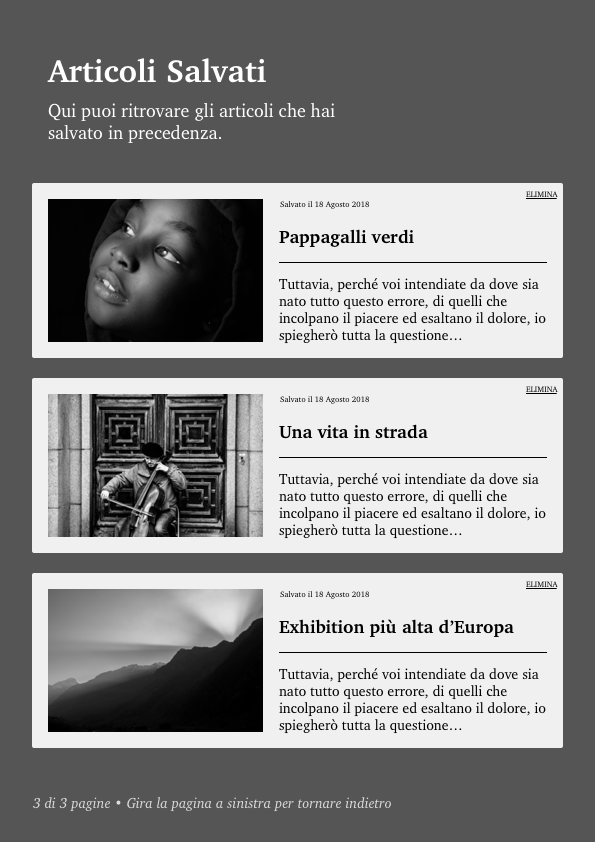 Articoli Salvati
Qui puoi ritrovare gli articoli che hai
salvato in precedenza.
ELIMINA
Salvato il 18 Agosto 2018
Pappagalli verdi
Tuttavia, perché voi intendiate da dove sia
nato tutto questo errore, di quelli che
incolpano il piacere ed esaltano il dolore, io
spiegherò tutta la questione…
ELIMINA
Salvato il 18 Agosto 2018
Una vita in strada
Tuttavia, perché voi intendiate da dove sia
nato tutto questo errore, di quelli che
incolpano il piacere ed esaltano il dolore, io
spiegherò tutta la questione…
ELIMINA
Salvato il 18 Agosto 2018
Exhibition più alta d’Europa
Tuttavia, perché voi intendiate da dove sia
nato tutto questo errore, di quelli che
incolpano il piacere ed esaltano il dolore, io
spiegherò tutta la questione…
3 di 3 pagine • Gira la pagina a sinistra per tornare indietro